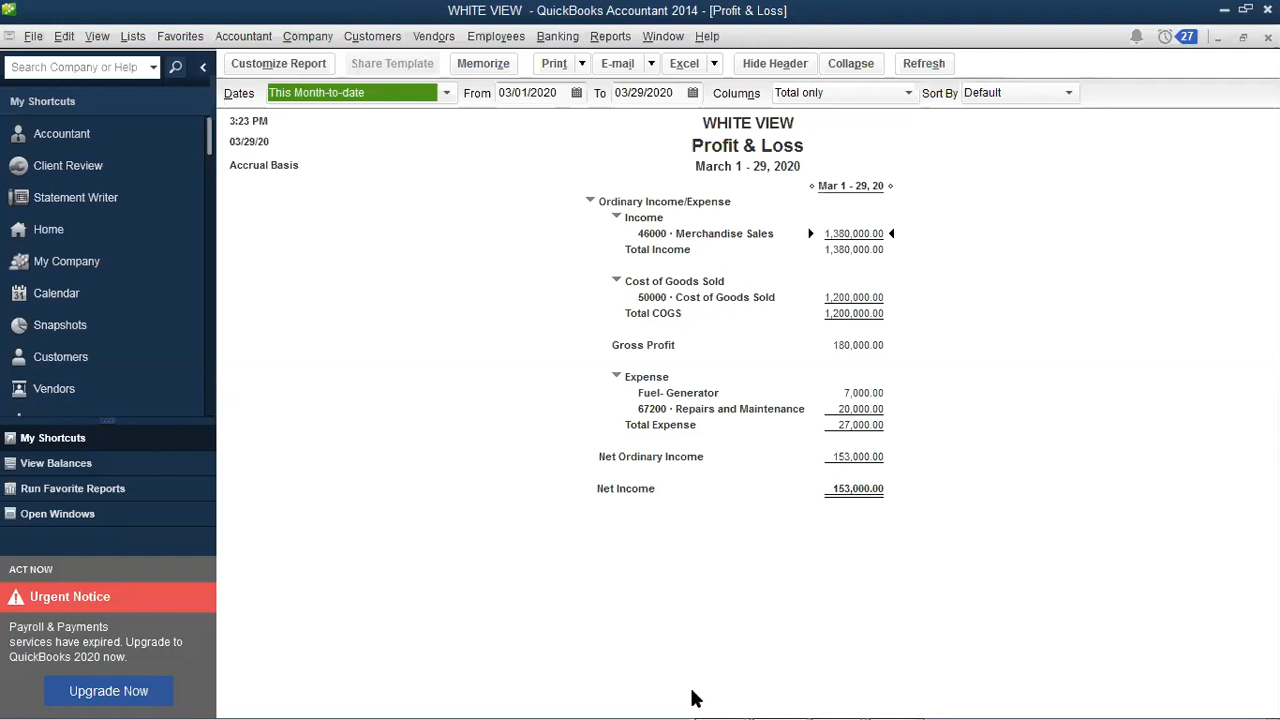 WHITE VIEW - QuickBooks Accountant 2014 - [Profit & Loss]
File Edit View Lists Favorites Accountant Company Customers Vendors Employees Banking Reports Window Help 27
Search Company or Help
Customize Report Share Template Memorize Print E-mail Excel Hide Header Collapse Refresh
Dates This Month-to-date From 03/01/2020 To 03/29/2020 Columns Total only Sort By Default
My Shortcuts
Accountant
Client Review
Statement Writer
Home
My Company
Calendar
Snapshots
Customers
Vendors
My Shortcuts
View Balances
Run Favorite Reports
Open Windows
ACT NOW
Urgent Notice
Payroll & Payments
services have expired. Upgrade to
QuickBooks 2020 now.
Upgrade Now
3:23 PM
03/29/20
Accrual Basis
WHITE VIEW
Profit & Loss
March 1 - 29, 2020
Mar 1 - 29, 20
Ordinary Income/Expense
Income
46000 · Merchandise Sales 1,380,000.00
Total Income 1,380,000.00
Cost of Goods Sold
50000 · Cost of Goods Sold 1,200,000.00
Total COGS 1,200,000.00
Gross Profit 180,000.00
Expense
Fuel- Generator 7,000.00
67200 · Repairs and Maintenance 20,000.00
Total Expense 27,000.00
Net Ordinary Income 153,000.00
Net Income 153,000.00